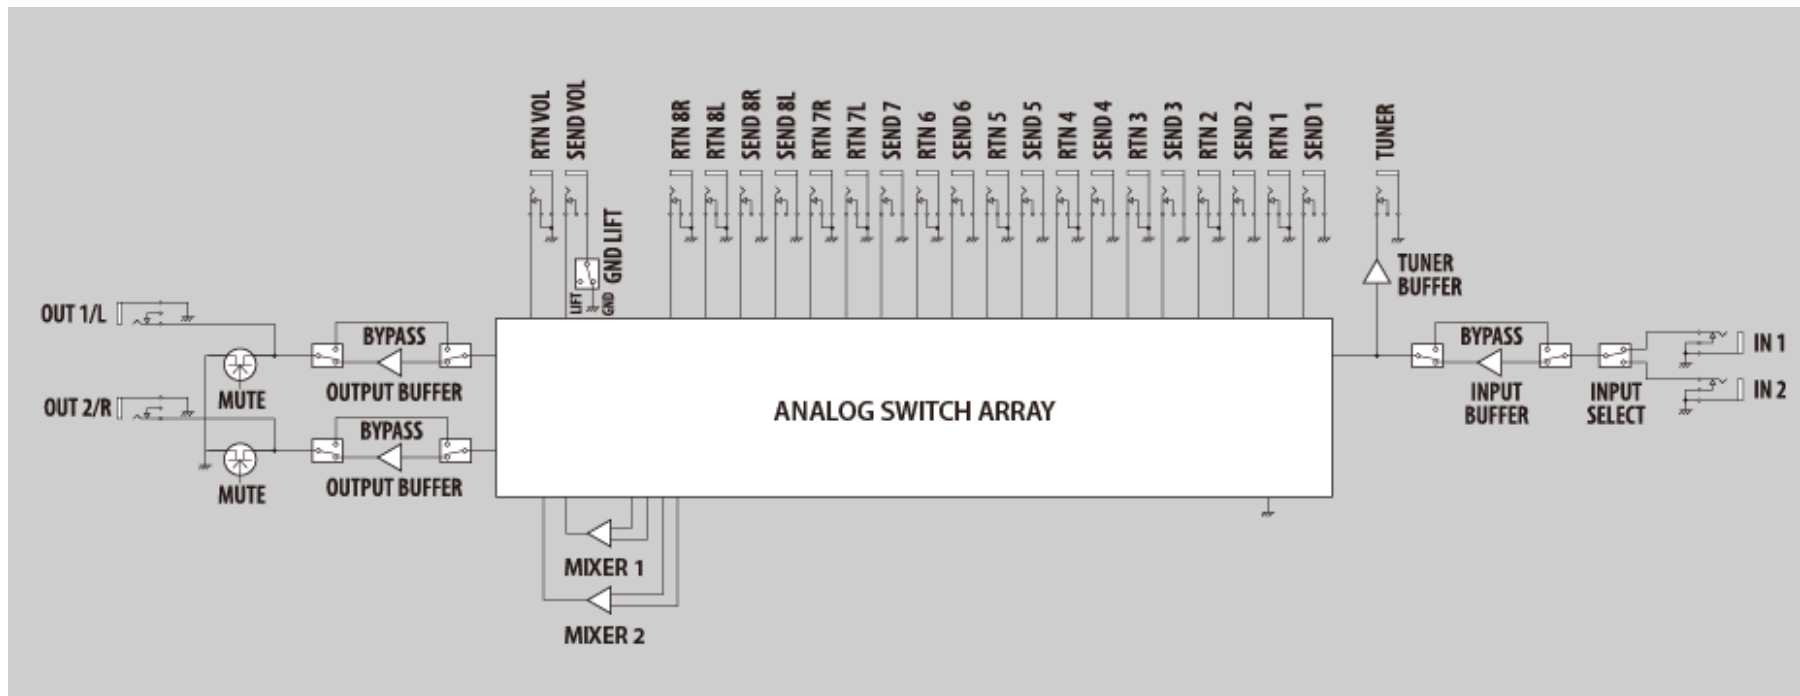 RTN VOL
SEND VOL
RTN 8R
RTN 8L
SEND 8R
SEND 8L
RTN 7R
RTN 7L
SEND 7
RTN 6
SEND 6
RTN 5
SEND 5
RTN 4
SEND 4
RTN 3
SEND 3
RTN 2
SEND 2
RTN 1
SEND 1
TUNER
GND LIFT
LIFT
GND
TUNER
BUFFER
OUT 1/L
BYPASS
OUTPUT BUFFER
MUTE
OUT 2/R
BYPASS
OUTPUT BUFFER
MUTE
ANALOG SWITCH ARRAY
BYPASS
INPUT
BUFFER
INPUT
SELECT
IN 1
IN 2
MIXER 1
MIXER 2